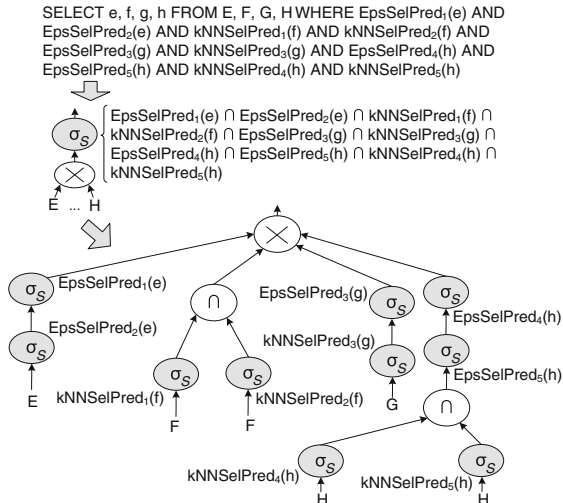 SELECT e, f, g, h FROM E, F, G, H WHERE EpsSelPred₁(e) AND
EpsSelPred₂(e) AND kNNSelPred₁(f) AND kNNSelPred₂(f) AND
EpsSelPred₃(g) AND kNNSelPred₃(g) AND EpsSelPred₄(h) AND
EpsSelPred₅(h) AND kNNSelPred₄(h) AND kNNSelPred₅(h)
EpsSelPred₁(e) ∩ EpsSelPred₂(e) ∩ kNNSelPred₁(f) ∩
kNNSelPred₂(f) ∩ EpsSelPred₃(g) ∩ kNNSelPred₃(g) ∩
EpsSelPred₄(h) ∩ EpsSelPred₅(h) ∩ kNNSelPred₄(h) ∩
kNNSelPred₅(h)
σS
×
E ... H
×
EpsSelPred₁(e)
σS
EpsSelPred₂(e)
σS
E
∩
kNNSelPred₁(f)
σS
F
kNNSelPred₂(f)
σS
F
EpsSelPred₃(g)
σS
kNNSelPred₃(g)
σS
G
σS
EpsSelPred₄(h)
σS
EpsSelPred₅(h)
∩
kNNSelPred₄(h)
σS
H
kNNSelPred₅(h)
σS
H